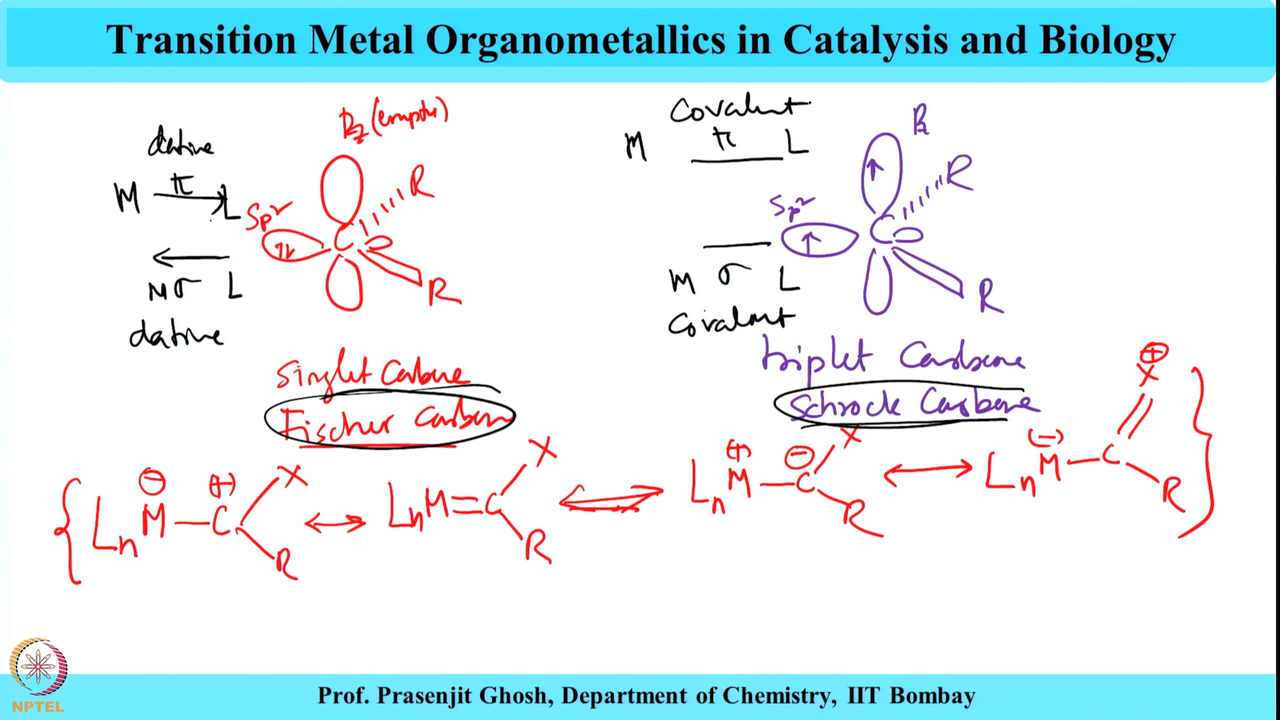 Transition Metal Organometallics in Catalysis and Biology
dative
M π L
Sp²
M σ L
dative
Pz (empty)
C
R
R
Singlet Carbene
Fischer Carbene
Covalent
M π L
Sp²
M σ L
Covalent
Pz
C
R
R
triplet Carbene
Schrock Carbene
{ LnM⊖ — C(+) X R ↔ LnM=C X R ⇌ LnM(+) — C⊖ X R ↔ LnM(−) — C X⊕ R }
NPTEL
Prof. Prasenjit Ghosh, Department of Chemistry, IIT Bombay